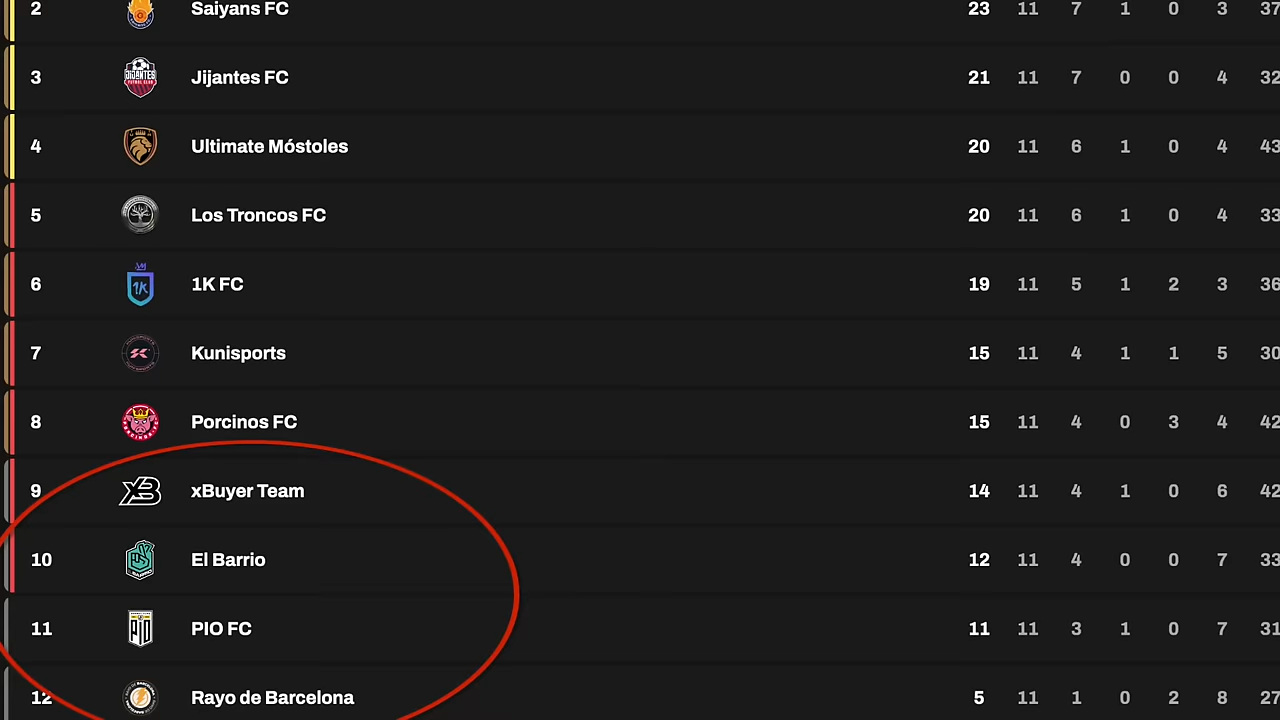 2 Saiyans FC 23 11 7 1 0 3 37
3 JIJANTES Jijantes FC 21 11 7 0 0 4 32
4 Ultimate Móstoles 20 11 6 1 0 4 43
5 Los Troncos FC 20 11 6 1 0 4 33
6 1K 1K FC 19 11 5 1 2 3 36
7 Kunisports 15 11 4 1 1 5 30
8 Porcinos FC 15 11 4 0 3 4 42
9 xB xBuyer Team 14 11 4 1 0 6 42
10 El Barrio 12 11 4 0 0 7 33
11 PIO PIO FC 11 11 3 1 0 7 31
12 Rayo de Barcelona 5 11 1 0 2 8 27